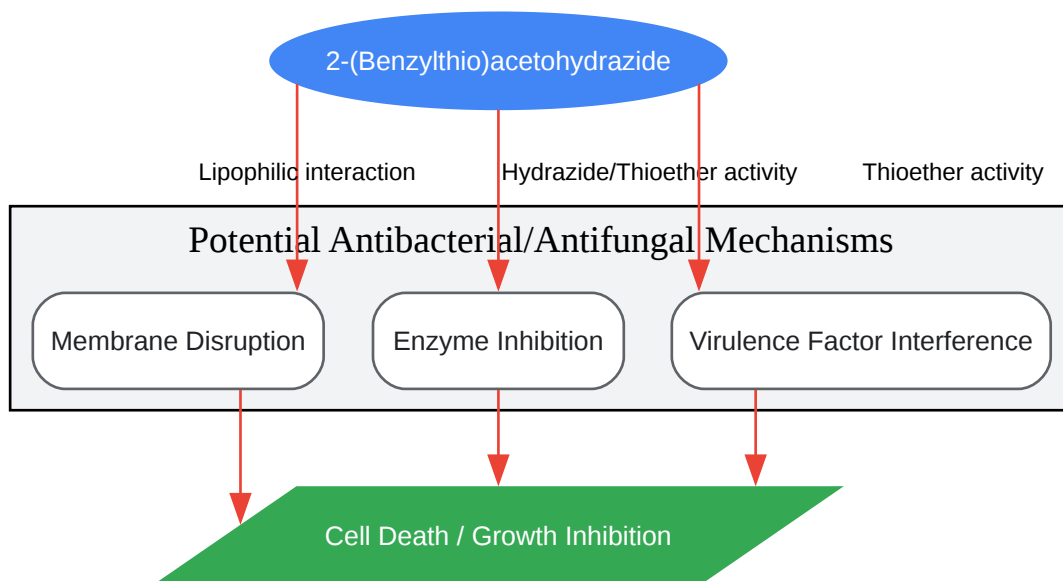 2-(Benzylthio)acetohydrazide
Lipophilic interaction
Hydrazide/Thioether activity
Thioether activity
Potential Antibacterial/Antifungal Mechanisms
Membrane Disruption
Enzyme Inhibition
Virulence Factor Interference
Cell Death / Growth Inhibition